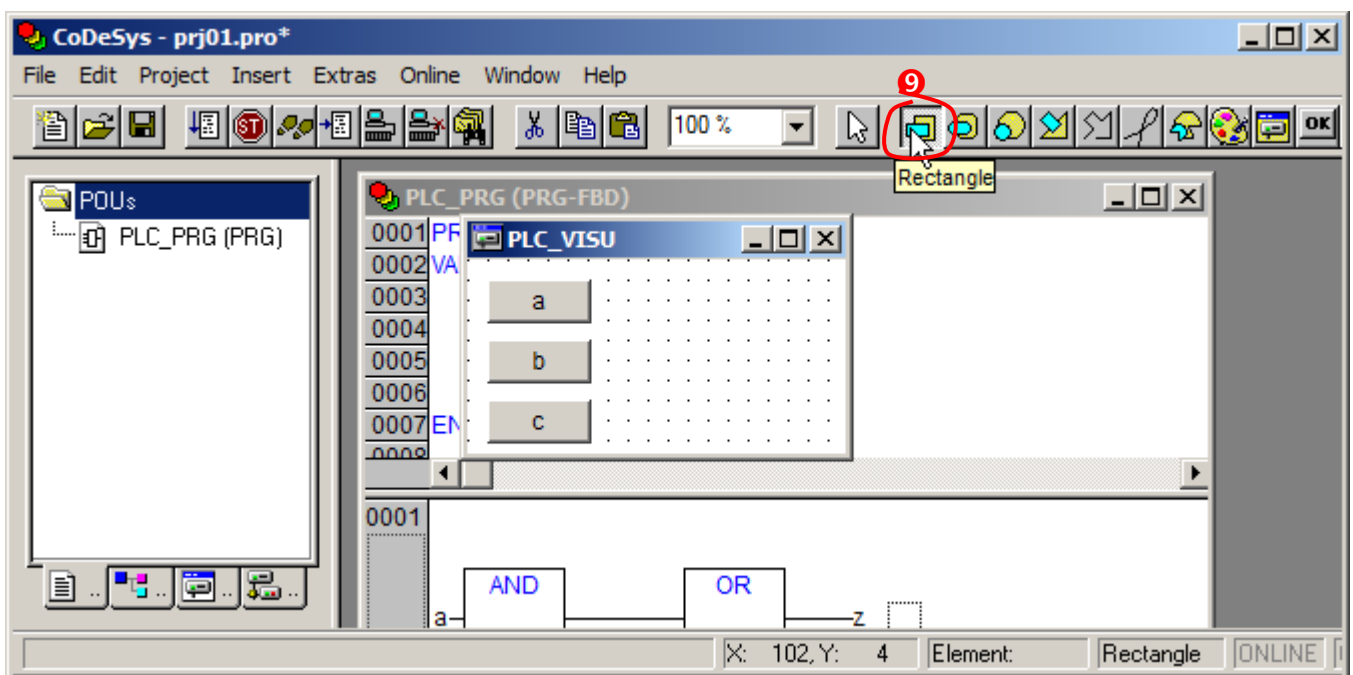 CoDeSys - prj01.pro*
File Edit Project Insert Extras Online Window Help
9
ST
100 %
OK
Rectangle
POUs
PLC_PRG (PRG)
.. .. .. ..
PLC_PRG (PRG-FBD)
0001 PR
0002 VA
0003
0004
0005
0006
0007 EN
0008
PLC_VISU
a
b
c
0001
AND OR
a z
X: 102, Y: 4 Element: Rectangle ONLINE